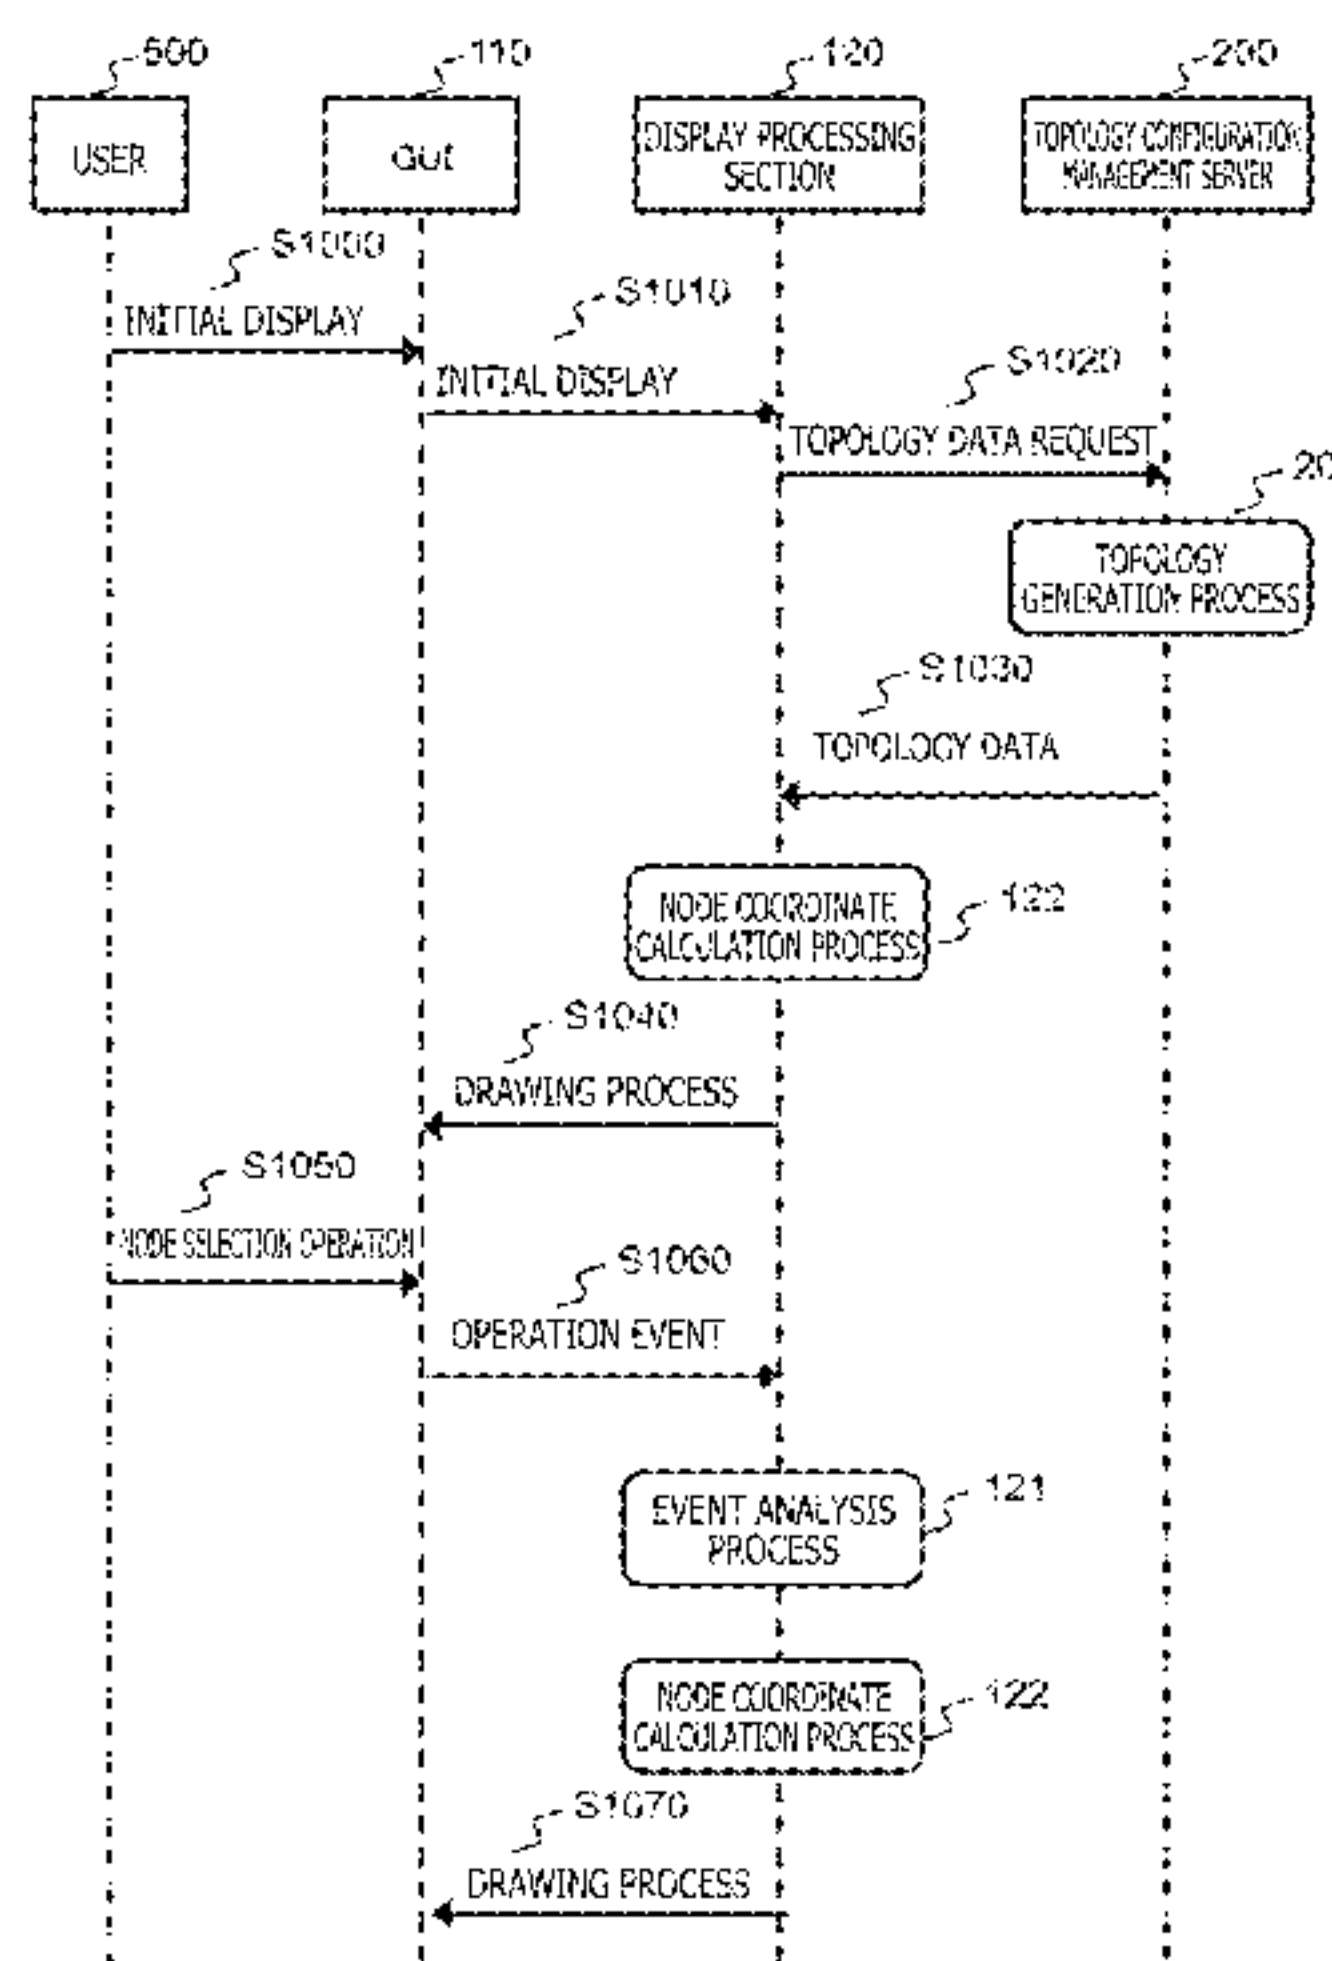 500
110
120
200
USER
GUI
DISPLAY PROCESSING
SECTION
TOPOLOGY CONFIGURATION
MANAGEMENT SERVER
S1000
INITIAL DISPLAY
S1010
INITIAL DISPLAY
S1020
TOPOLOGY DATA REQUEST
20
TOPOLOGY
GENERATION PROCESS
S1030
TOPOLOGY DATA
NODE COORDINATE
CALCULATION PROCESS
122
S1040
DRAWING PROCESS
S1050
NODE SELECTION OPERATION
S1060
OPERATION EVENT
EVENT ANALYSIS
PROCESS
121
NODE COORDINATE
CALCULATION PROCESS
122
S1070
DRAWING PROCESS